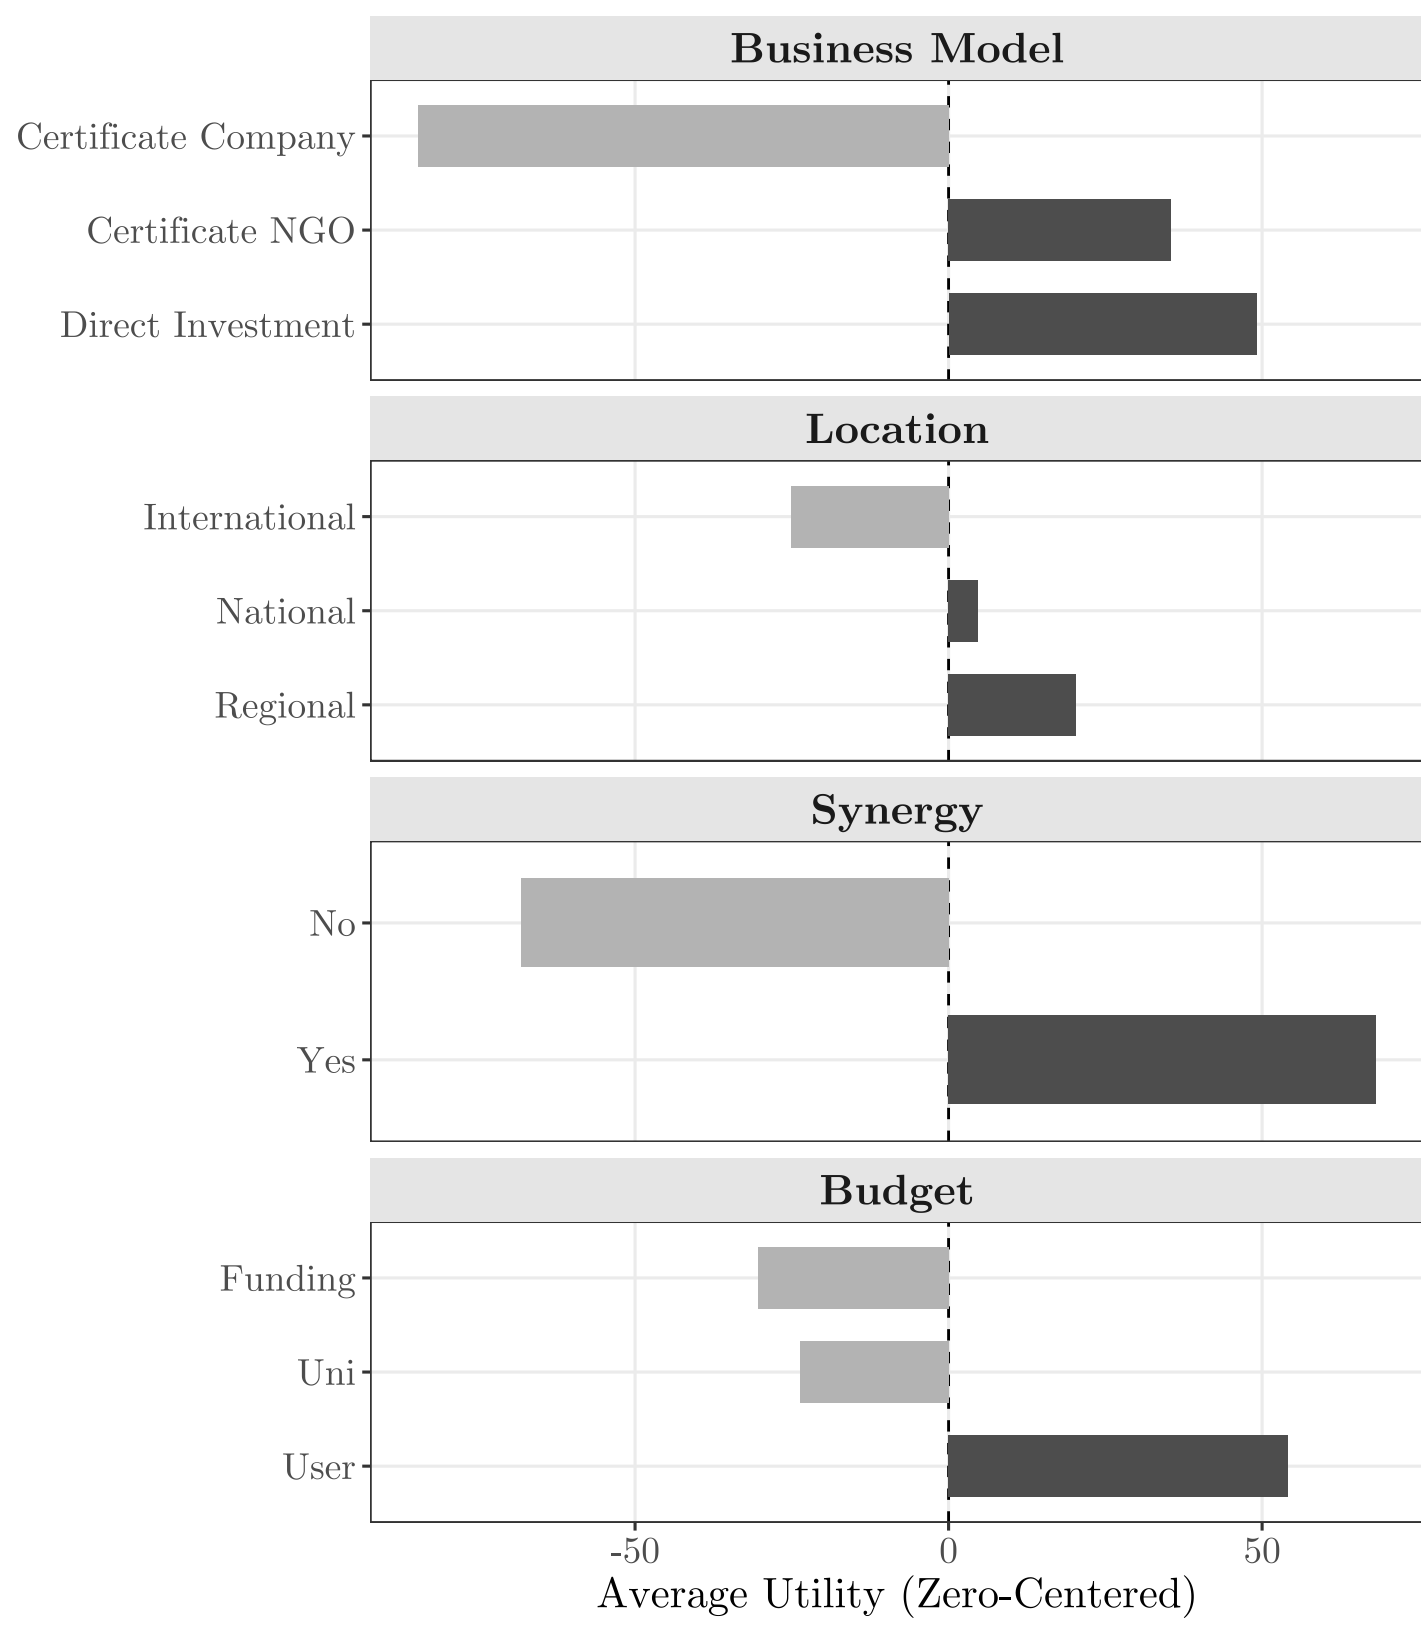 Business Model
Certificate Company
Certificate NGO
Direct Investment
Location
International
National
Regional
Synergy
No
Yes
Budget
Funding
Uni
User
-50 0 50
Average Utility (Zero-Centered)